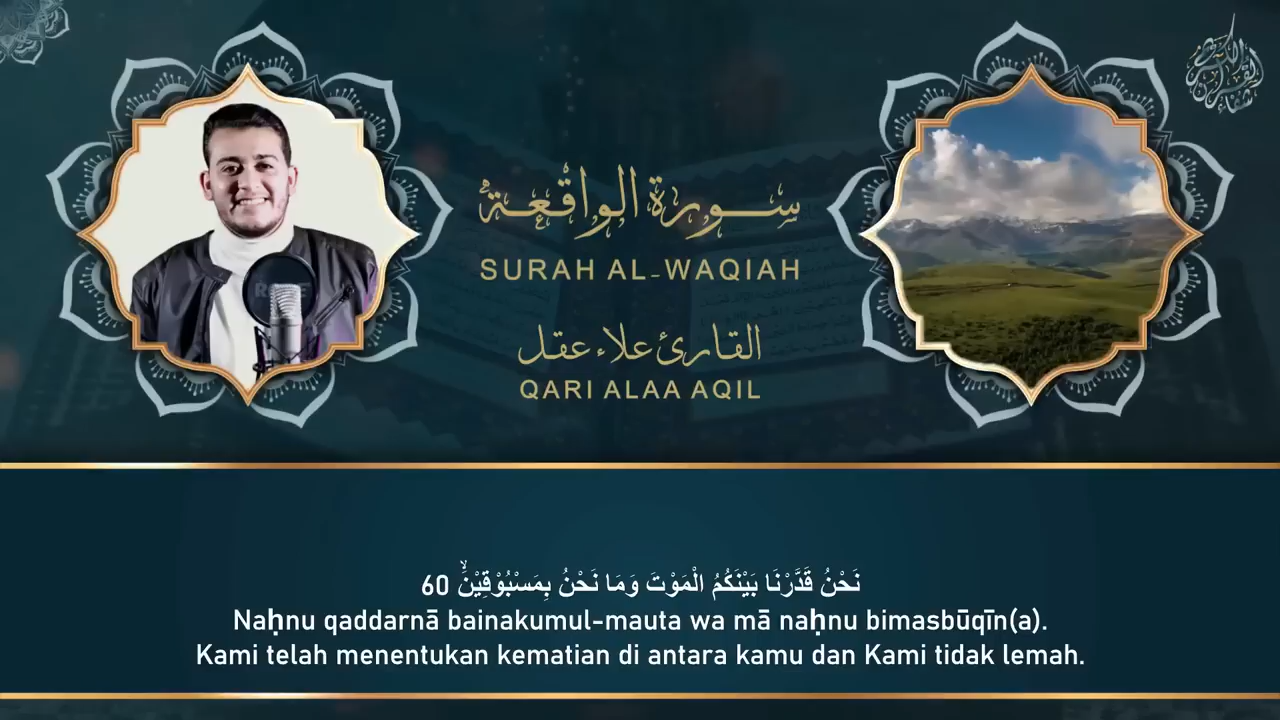 سورة الواقعة
SURAH AL-WAQIAH
القارئ علاء عقل
QARI ALAA AQIL
نَحْنُ قَدَّرْنَا بَيْنَكُمُ الْمَوْتَ وَمَا نَحْنُ بِمَسْبُوْقِيْنَۙ 60
Naḥnu qaddarnā bainakumul-mauta wa mā naḥnu bimasbūqīn(a).
Kami telah menentukan kematian di antara kamu dan Kami tidak lemah.